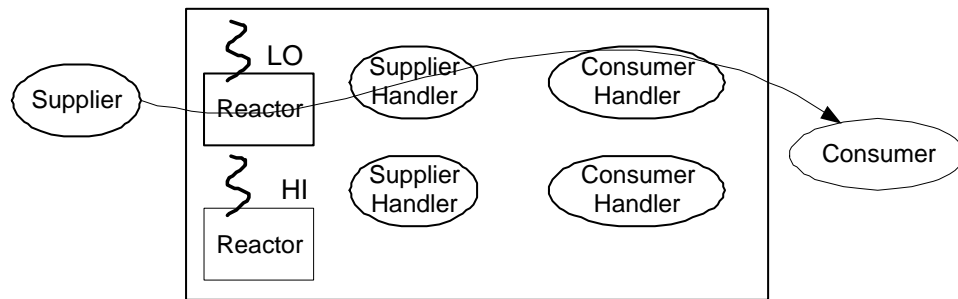 LO
Supplier
Handler
Consumer
Handler
Supplier
Reactor
Consumer
HI
Supplier
Handler
Consumer
Handler
Reactor